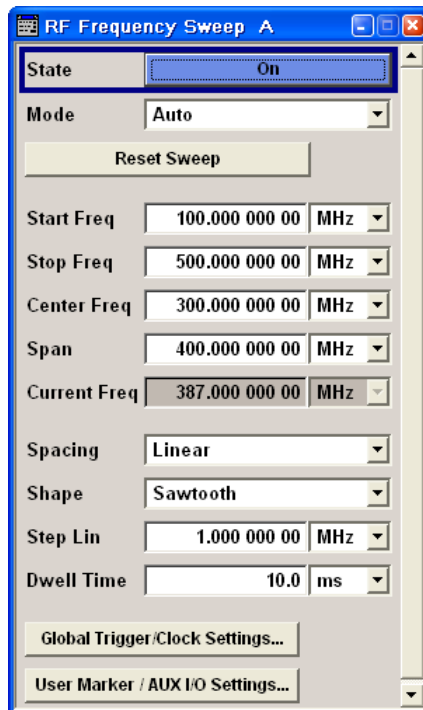 RF Frequency Sweep A
State On
Mode Auto
Reset Sweep
Start Freq 100.000 000 00 MHz
Stop Freq 500.000 000 00 MHz
Center Freq 300.000 000 00 MHz
Span 400.000 000 00 MHz
Current Freq 387.000 000 00 MHz
Spacing Linear
Shape Sawtooth
Step Lin 1.000 000 00 MHz
Dwell Time 10.0 ms
Global Trigger/Clock Settings...
User Marker / AUX I/O Settings...